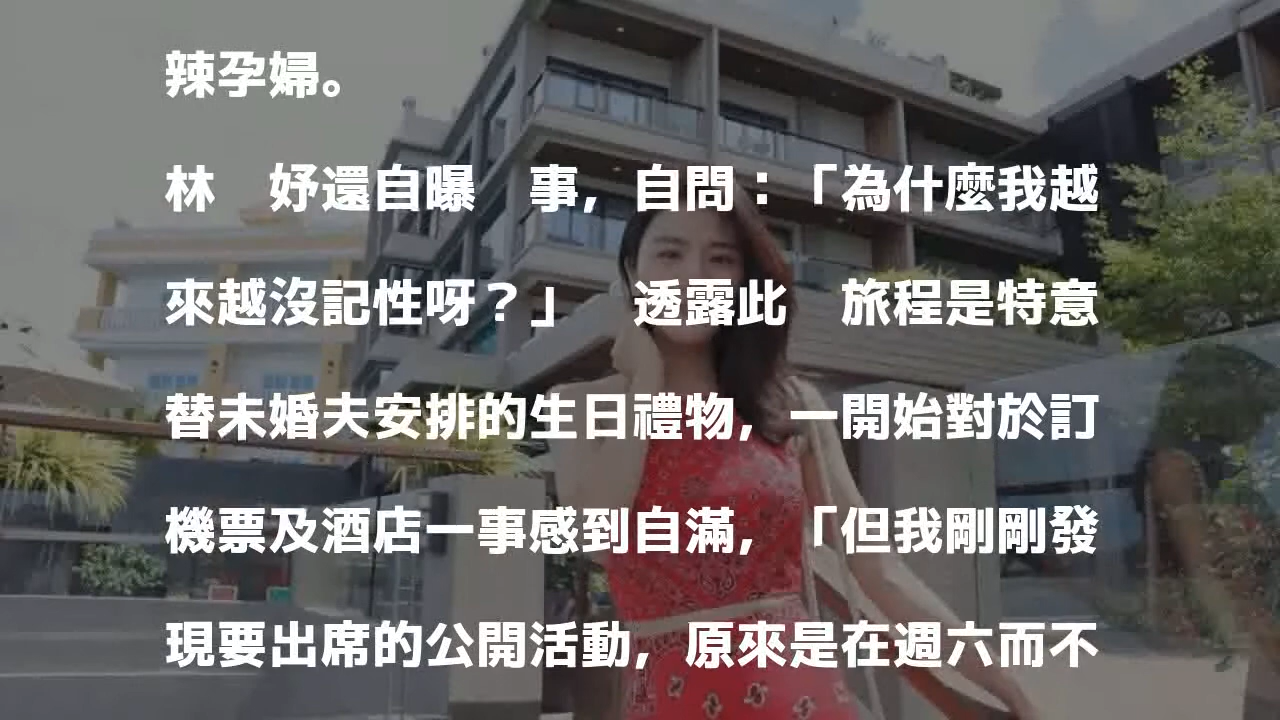 辣孕婦。
林　妤還自曝　事，自問：「為什麼我越
來越沒記性呀？」　透露此　旅程是特意
替未婚夫安排的生日禮物，一開始對於訂
機票及酒店一事感到自滿，「但我剛剛發
現要出席的公開活動，原來是在週六而不